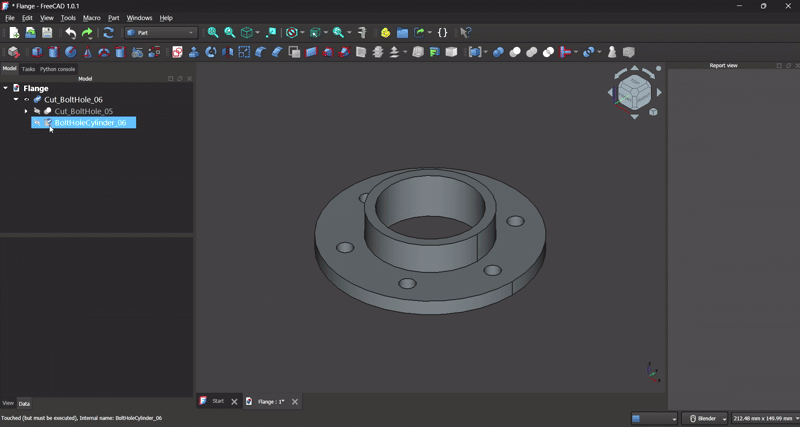 * Flange - FreeCAD 1.0.1
File Edit View Tools Macro Part Windows Help
Part
Model Tasks Python console
Model
Report view
Flange
Cut_BoltHole_06
Cut_BoltHole_05
BoltHoleCylinder_06
View Data
Start Flange : 1*
Touched (but must be executed), Internal name: BoltHoleCylinder_06
Blender
212.48 mm x 149.99 mm